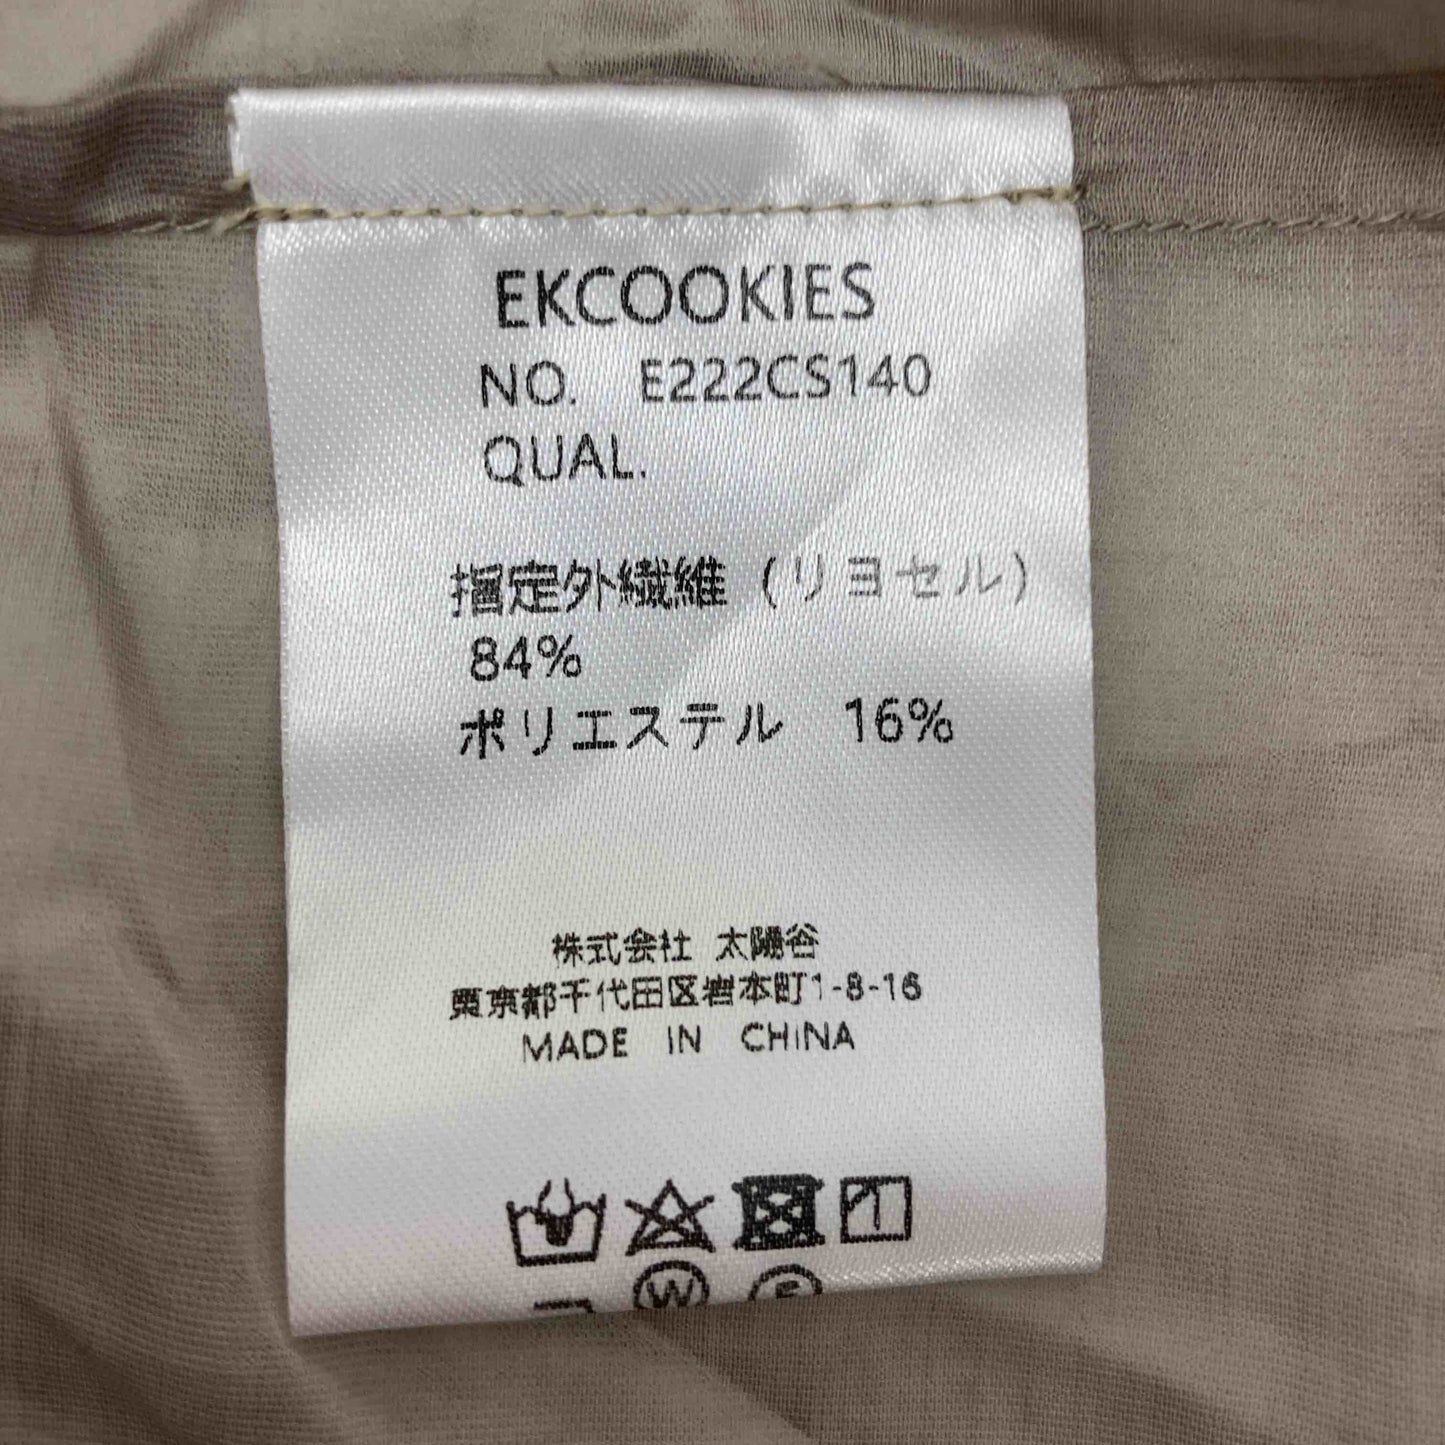 EKCOOKIES
NO. E222CS140
QUAL.
指定外繊維 (リヨセル)
84%
ポリエステル 16%
株式会社 太陽谷
東京都千代田区岩本町1-8-16
MADE IN CHINA
W
F